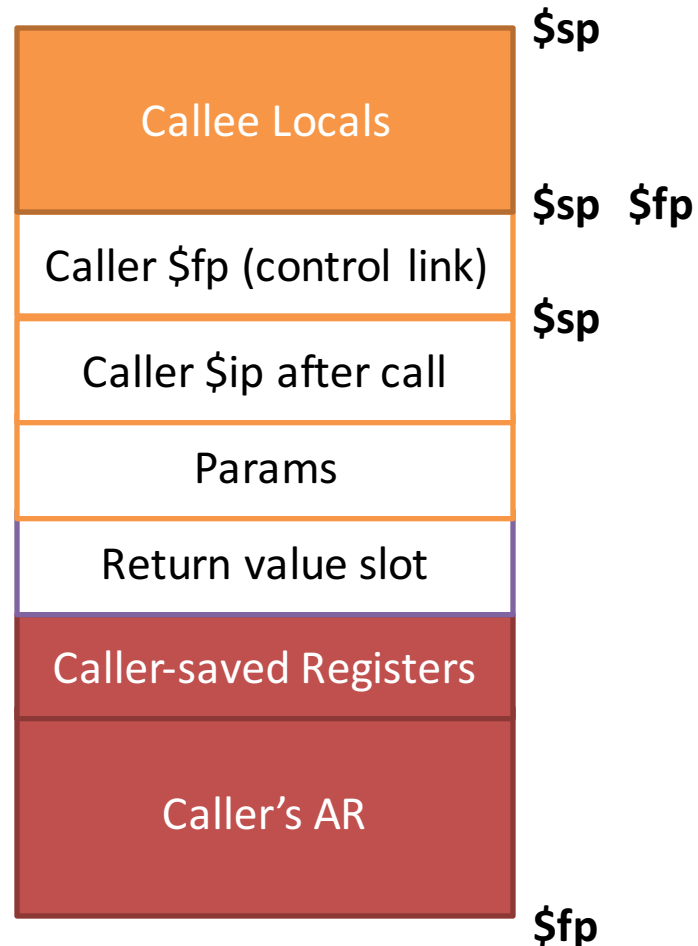 $sp
Callee Locals
$sp $fp
Caller $fp (control link)
$sp
Caller $ip after call
Params
Return value slot
Caller-saved Registers
Caller’s AR
$fp